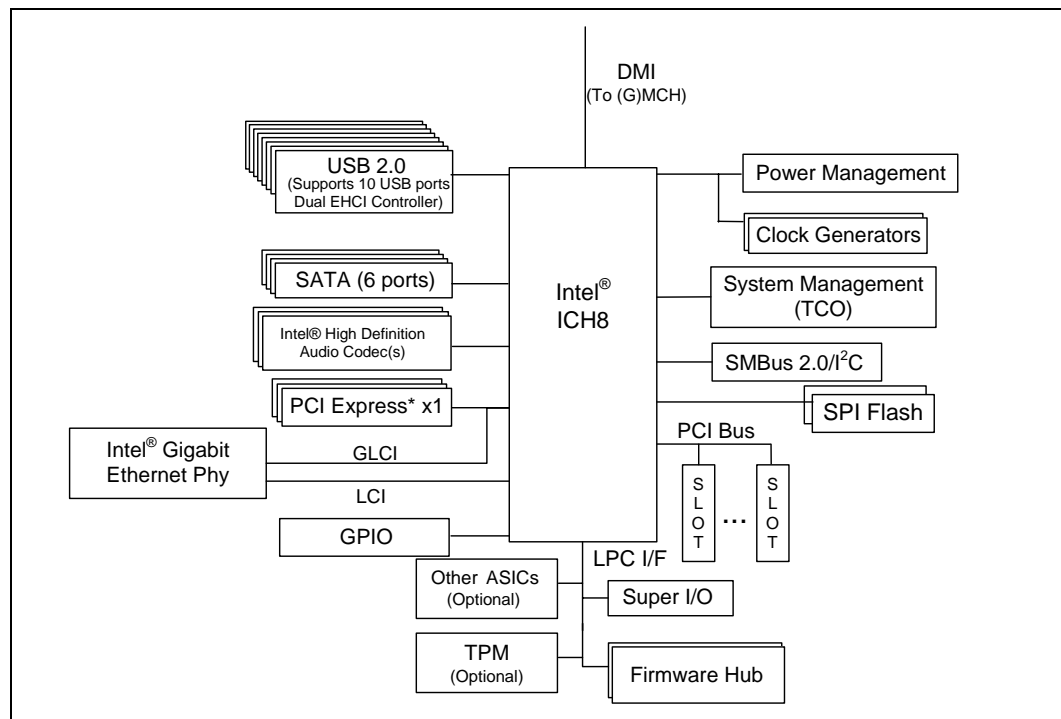 DMI
(To (G)MCH)
USB 2.0
(Supports 10 USB ports
Dual EHCI Controller)
SATA (6 ports)
Intel® High Definition
Audio Codec(s)
PCI Express* x1
Intel® Gigabit
Ethernet Phy
GLCI
LCI
GPIO
Intel®
ICH8
Power Management
Clock Generators
System Management
(TCO)
SMBus 2.0/I²C
SPI Flash
PCI Bus
SLOT
...
SLOT
LPC I/F
Other ASICs
(Optional)
Super I/O
TPM
(Optional)
Firmware Hub